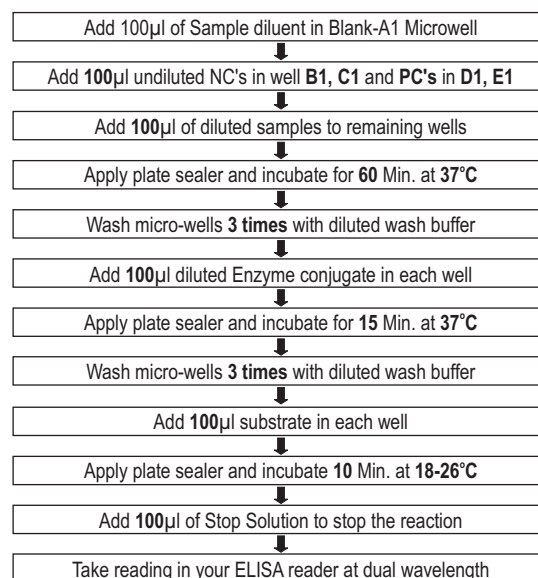 Add 100µl of Sample diluent in Blank-A1 Microwell
Add 100µl undiluted NC's in well B1, C1 and PC's in D1, E1
Add 100µl of diluted samples to remaining wells
Apply plate sealer and incubate for 60 Min. at 37°C
Wash micro-wells 3 times with diluted wash buffer
Add 100µl diluted Enzyme conjugate in each well
Apply plate sealer and incubate for 15 Min. at 37°C
Wash micro-wells 3 times with diluted wash buffer
Add 100µl substrate in each well
Apply plate sealer and incubate 10 Min. at 18-26°C
Add 100µl of Stop Solution to stop the reaction
Take reading in your ELISA reader at dual wavelength